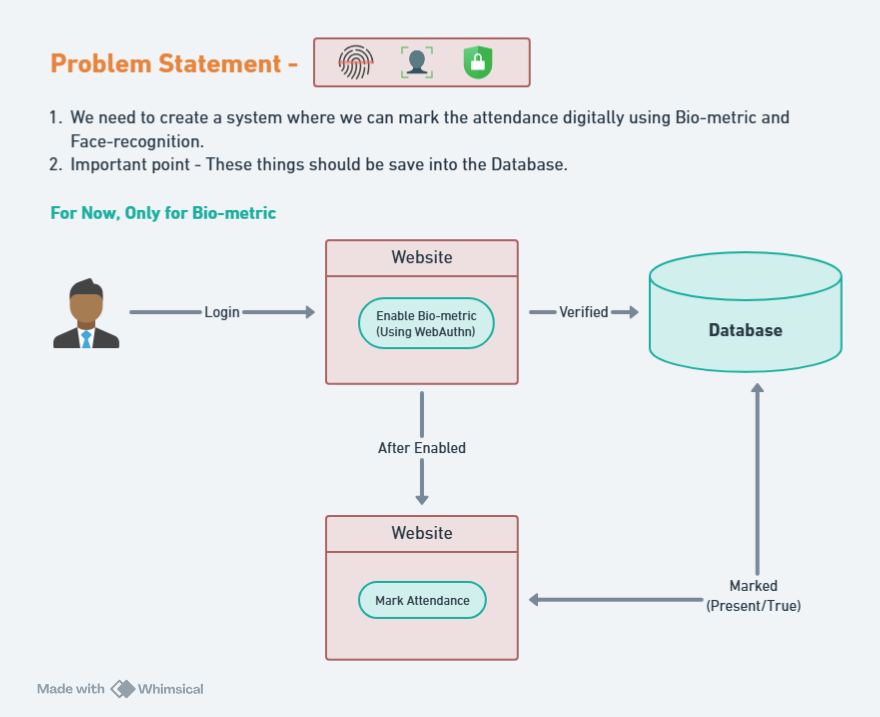 Problem Statement -
1. We need to create a system where we can mark the attendance digitally using Bio-metric and
Face-recognition.
2. Important point - These things should be save into the Database.
For Now, Only for Bio-metric
Website
Enable Bio-metric
(Using WebAuthn)
Login
Verified
Database
After Enabled
Website
Mark Attendance
Marked
(Present/True)
Made with Whimsical